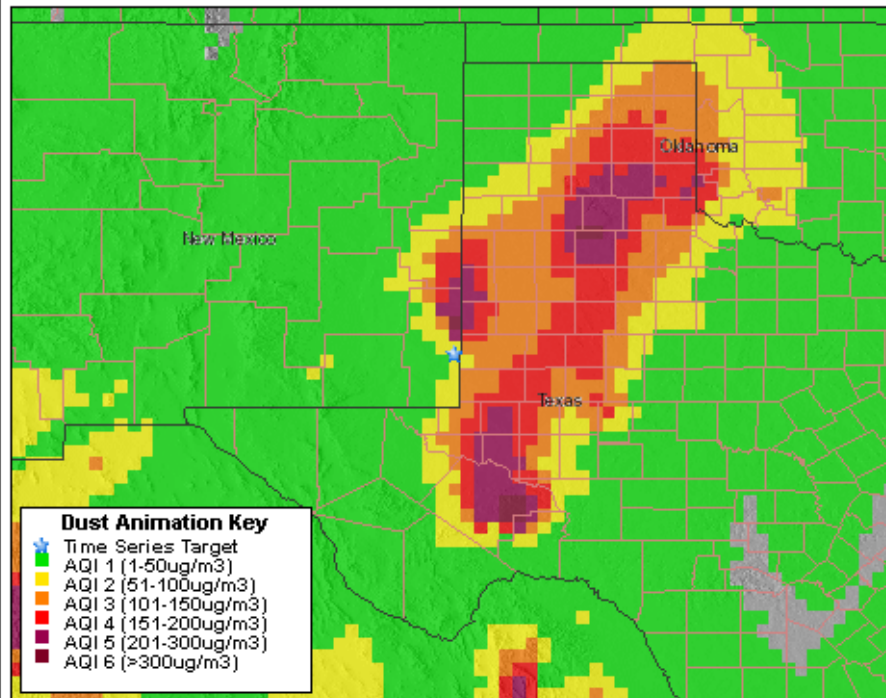 Oklahoma
New Mexico
Texas
Dust Animation Key
Time Series Target
AQI 1 (1-50ug/m3)
AQI 2 (51-100ug/m3)
AQI 3 (101-150ug/m3)
AQI 4 (151-200ug/m3)
AQI 5 (201-300ug/m3)
AQI 6 (>300ug/m3)